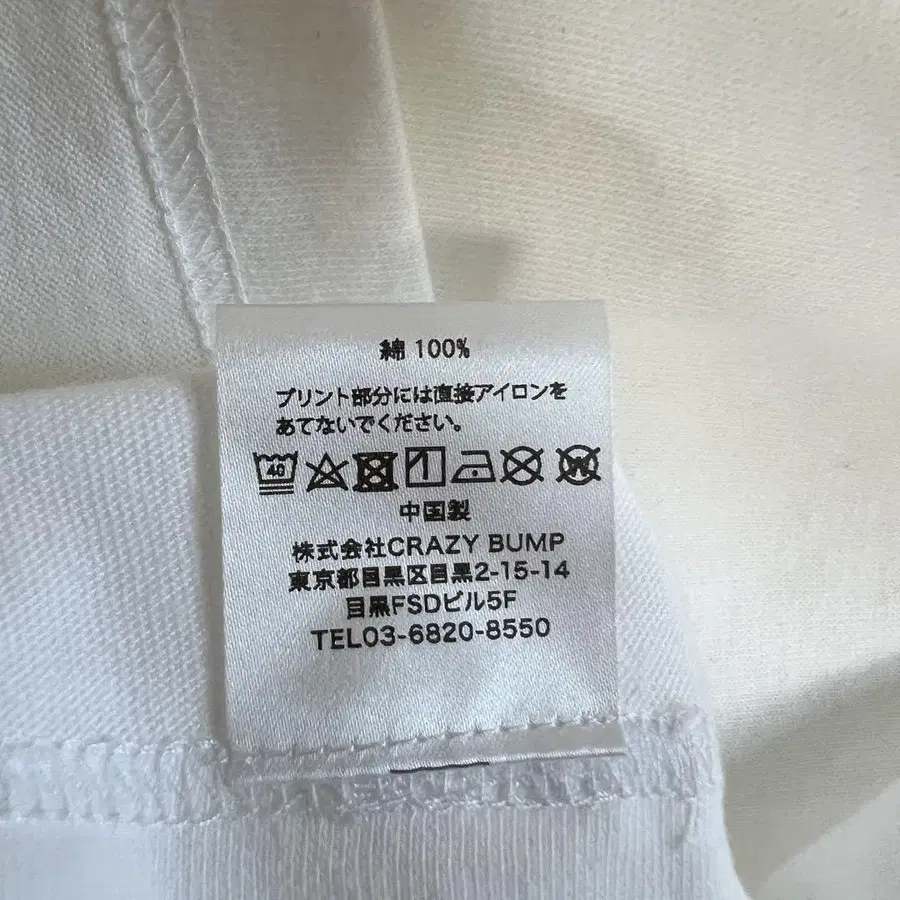 綿 100%
プリント部分には直接アイロンを
あてないでください。
40 W
中国製
株式会社CRAZY BUMP
東京都目黒区目黒2-15-14
目黒FSDビル5F
TEL03-6820-8550